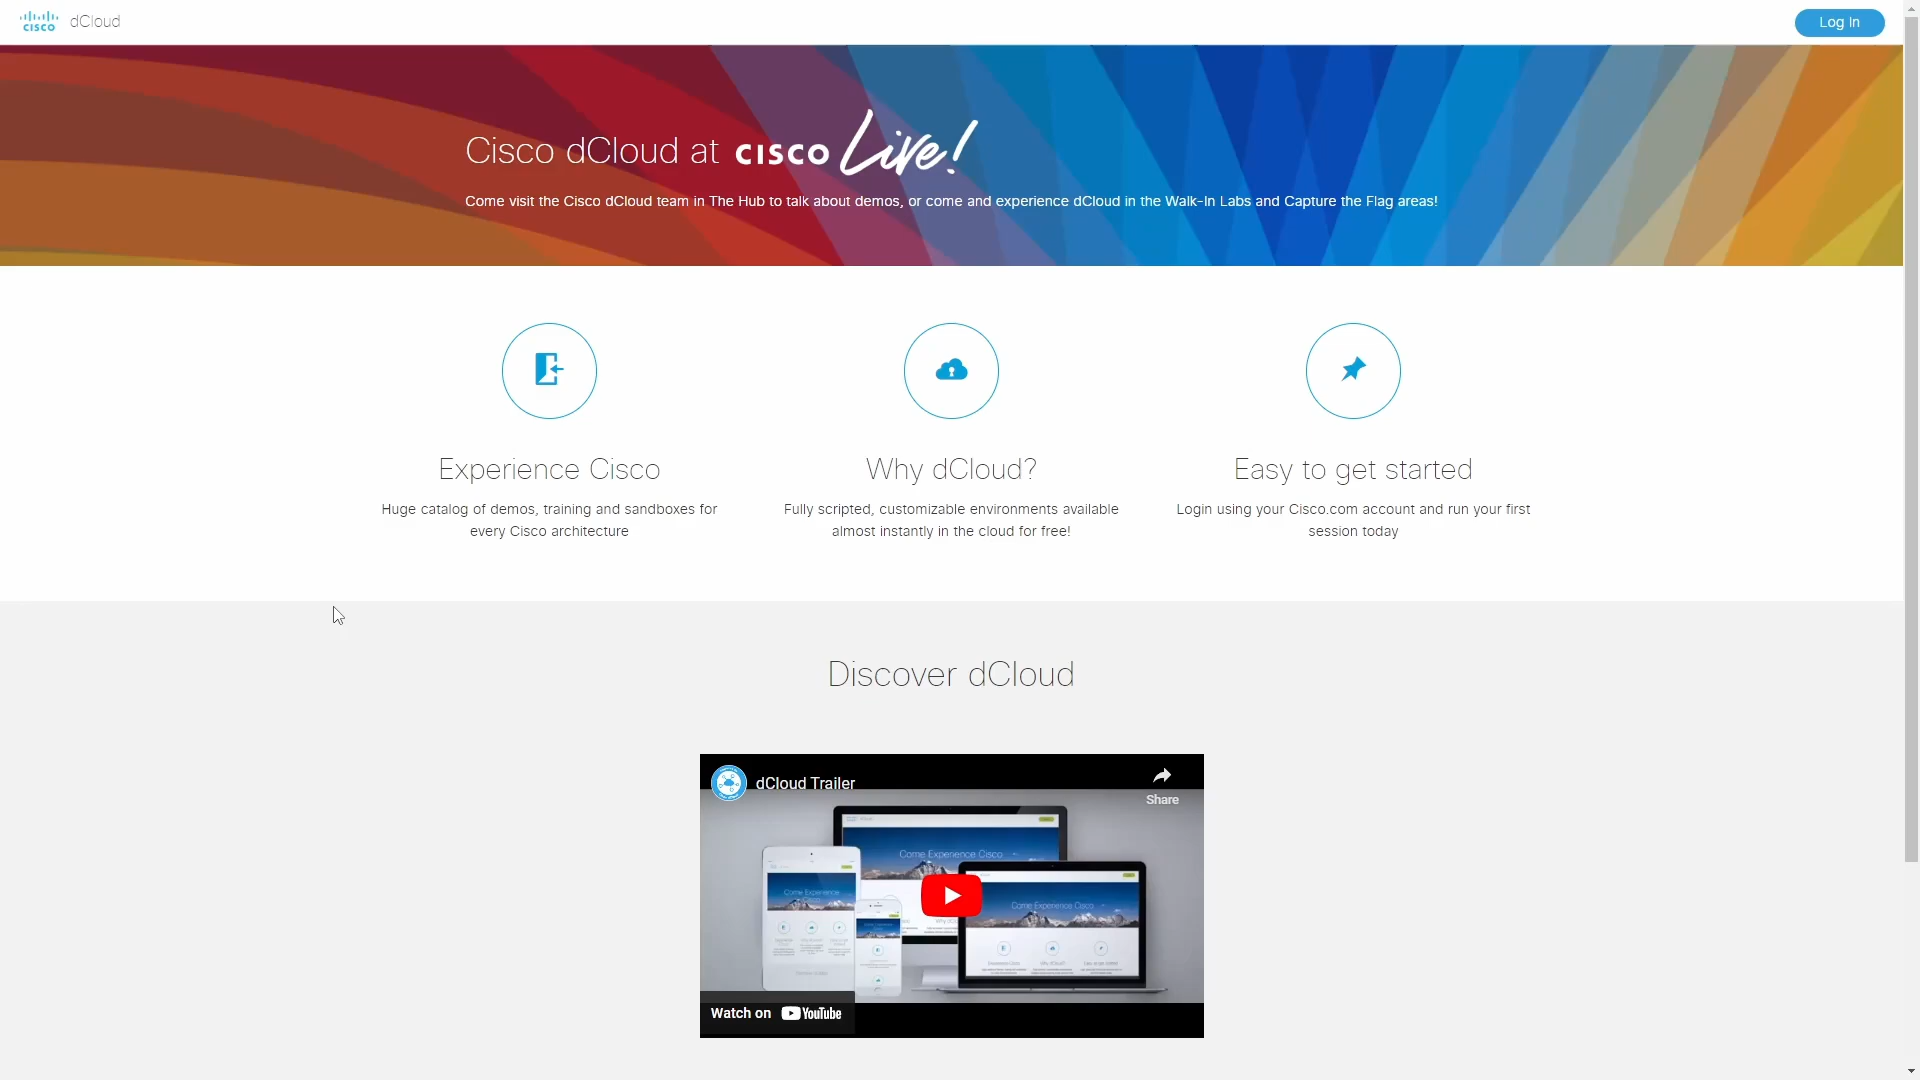 CISCO dCloud
Log In
Cisco dCloud at CISCO Live!
Come visit the Cisco dCloud team in The Hub to talk about demos, or come and experience dCloud in the Walk-In Labs and Capture the Flag areas!
Experience Cisco
Huge catalog of demos, training and sandboxes for
every Cisco architecture
Why dCloud?
Fully scripted, customizable environments available
almost instantly in the cloud for free!
Easy to get started
Login using your Cisco.com account and run your first
session today
Discover dCloud
dCloud Trailer
Share
Come Experience Cisco
Come Experience
Come Experience Cisco
Watch on YouTube